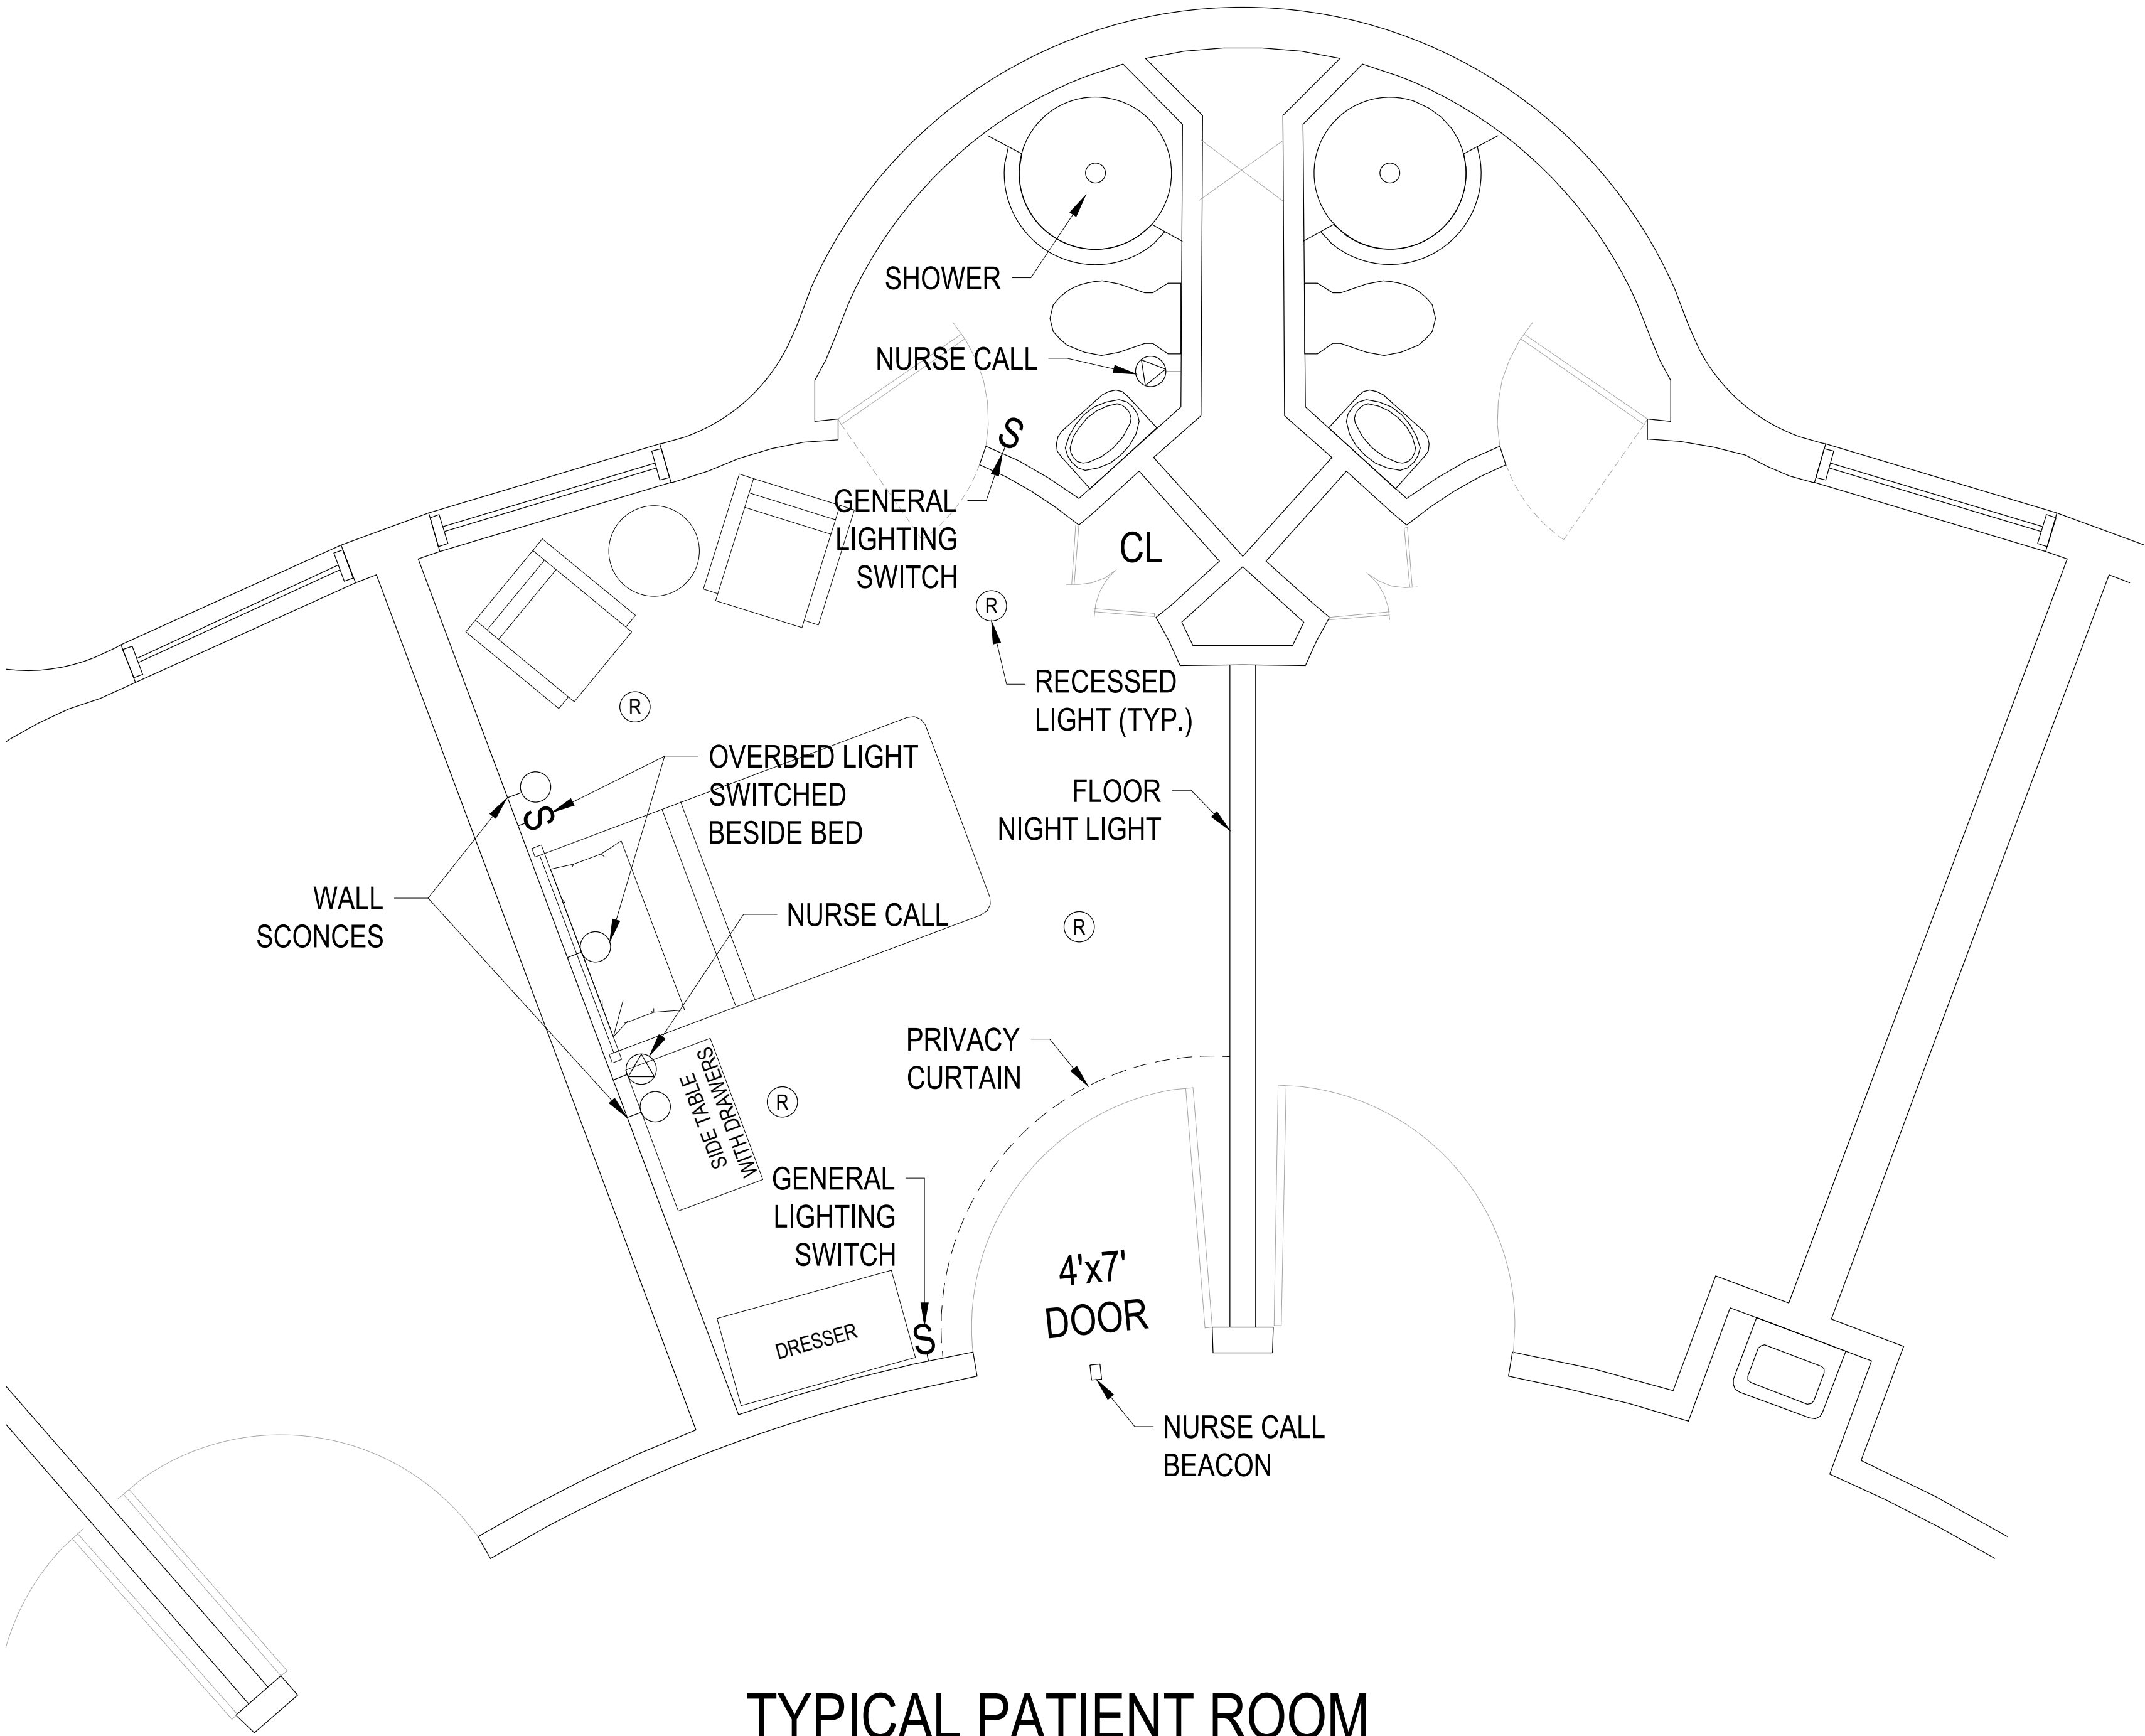 SHOWER
NURSE CALL
S
GENERAL
LIGHTING
SWITCH
CL
R
RECESSED
LIGHT (TYP.)
R
OVERBED LIGHT
SWITCHED
BESIDE BED
S
FLOOR
NIGHT LIGHT
WALL
SCONCES
NURSE CALL
R
PRIVACY
CURTAIN
SIDE TABLE
WITH DRAWERS
R
GENERAL
LIGHTING
SWITCH
S
4'x7'
DOOR
DRESSER
NURSE CALL
BEACON
TYPICAL PATIENT ROOM